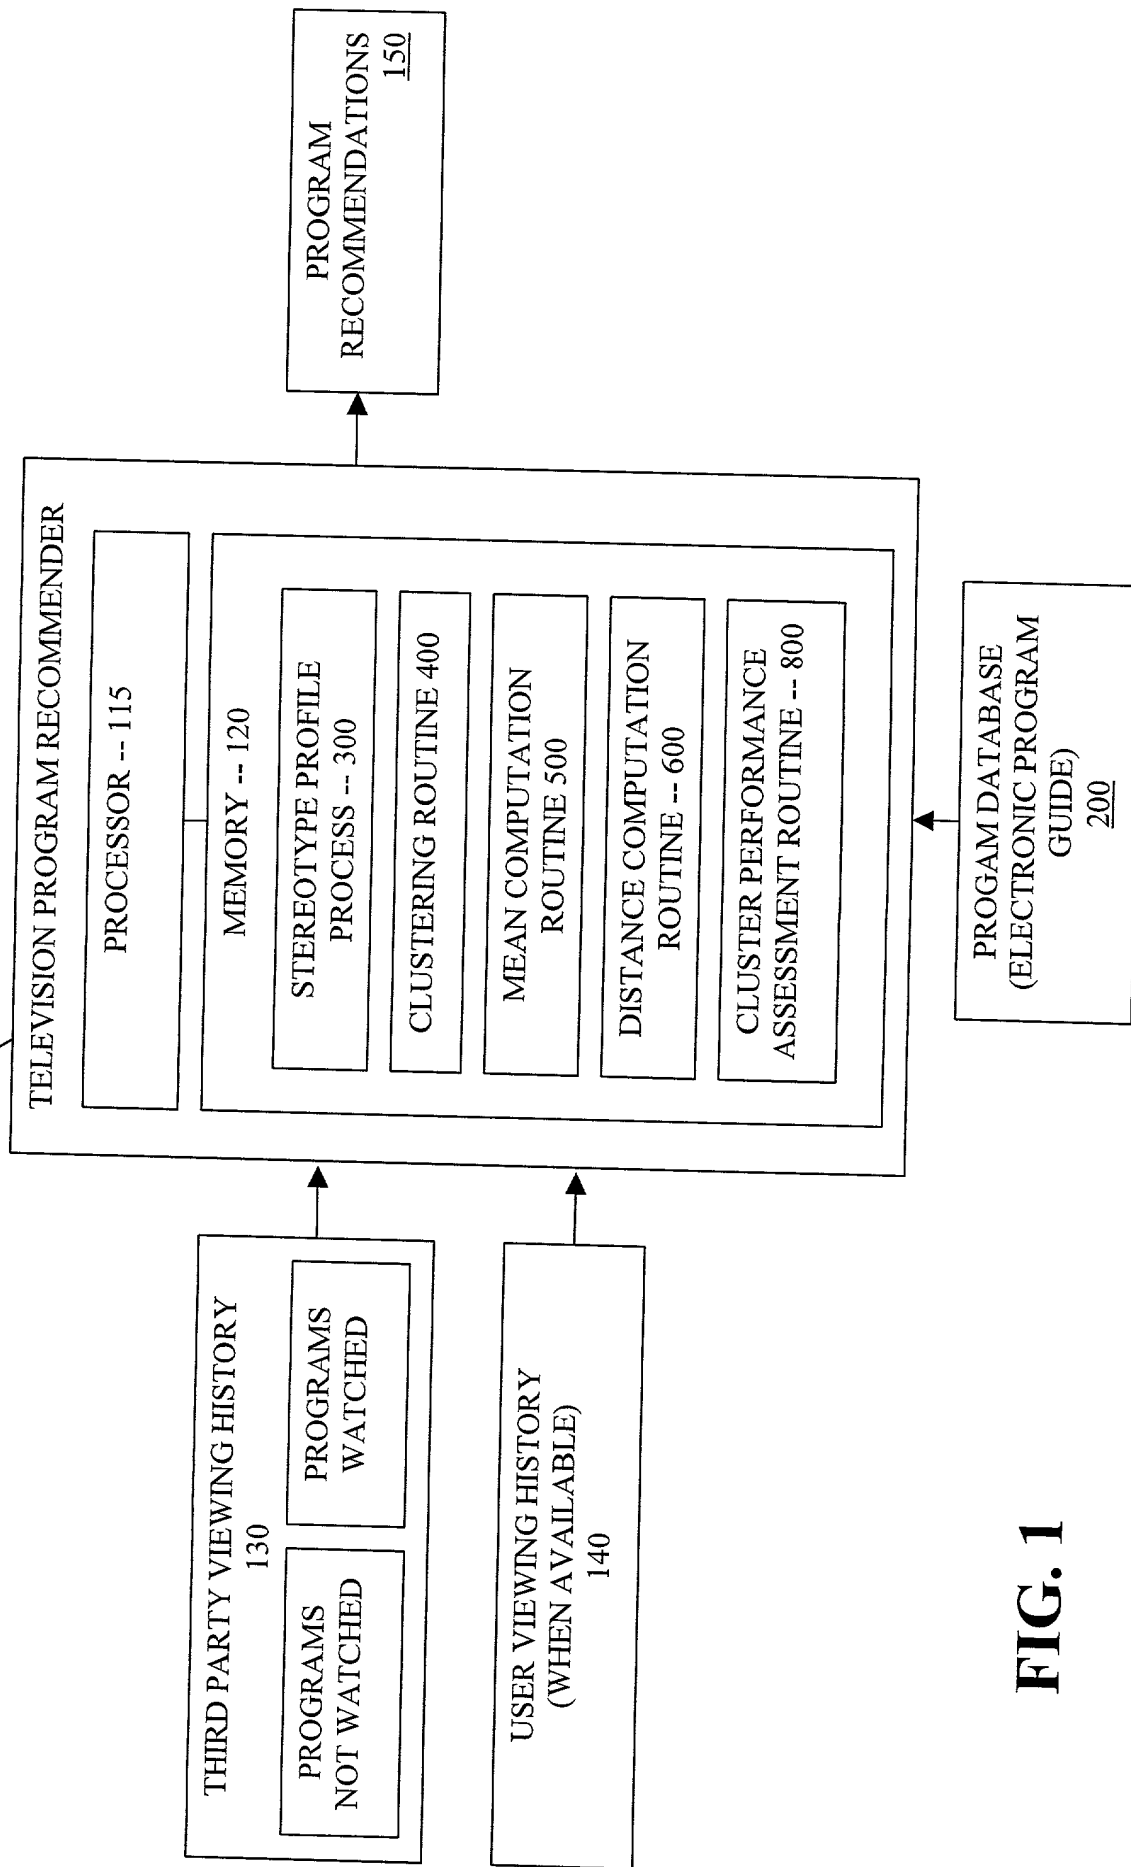 THIRD PARTY VIEWING HISTORY
130
PROGRAMS
NOT WATCHED
PROGRAMS
WATCHED
USER VIEWING HISTORY
(WHEN AVAILABLE)
140
TELEVISION PROGRAM RECOMMENDER
PROCESSOR -- 115
MEMORY -- 120
STEREOTYPE PROFILE
PROCESS -- 300
CLUSTERING ROUTINE 400
MEAN COMPUTATION
ROUTINE 500
DISTANCE COMPUTATION
ROUTINE -- 600
CLUSTER PERFORMANCE
ASSESSMENT ROUTINE -- 800
PROGRAM
RECOMMENDATIONS
150
PROGAM DATABASE
(ELECTRONIC PROGRAM
GUIDE)
200
FIG. 1